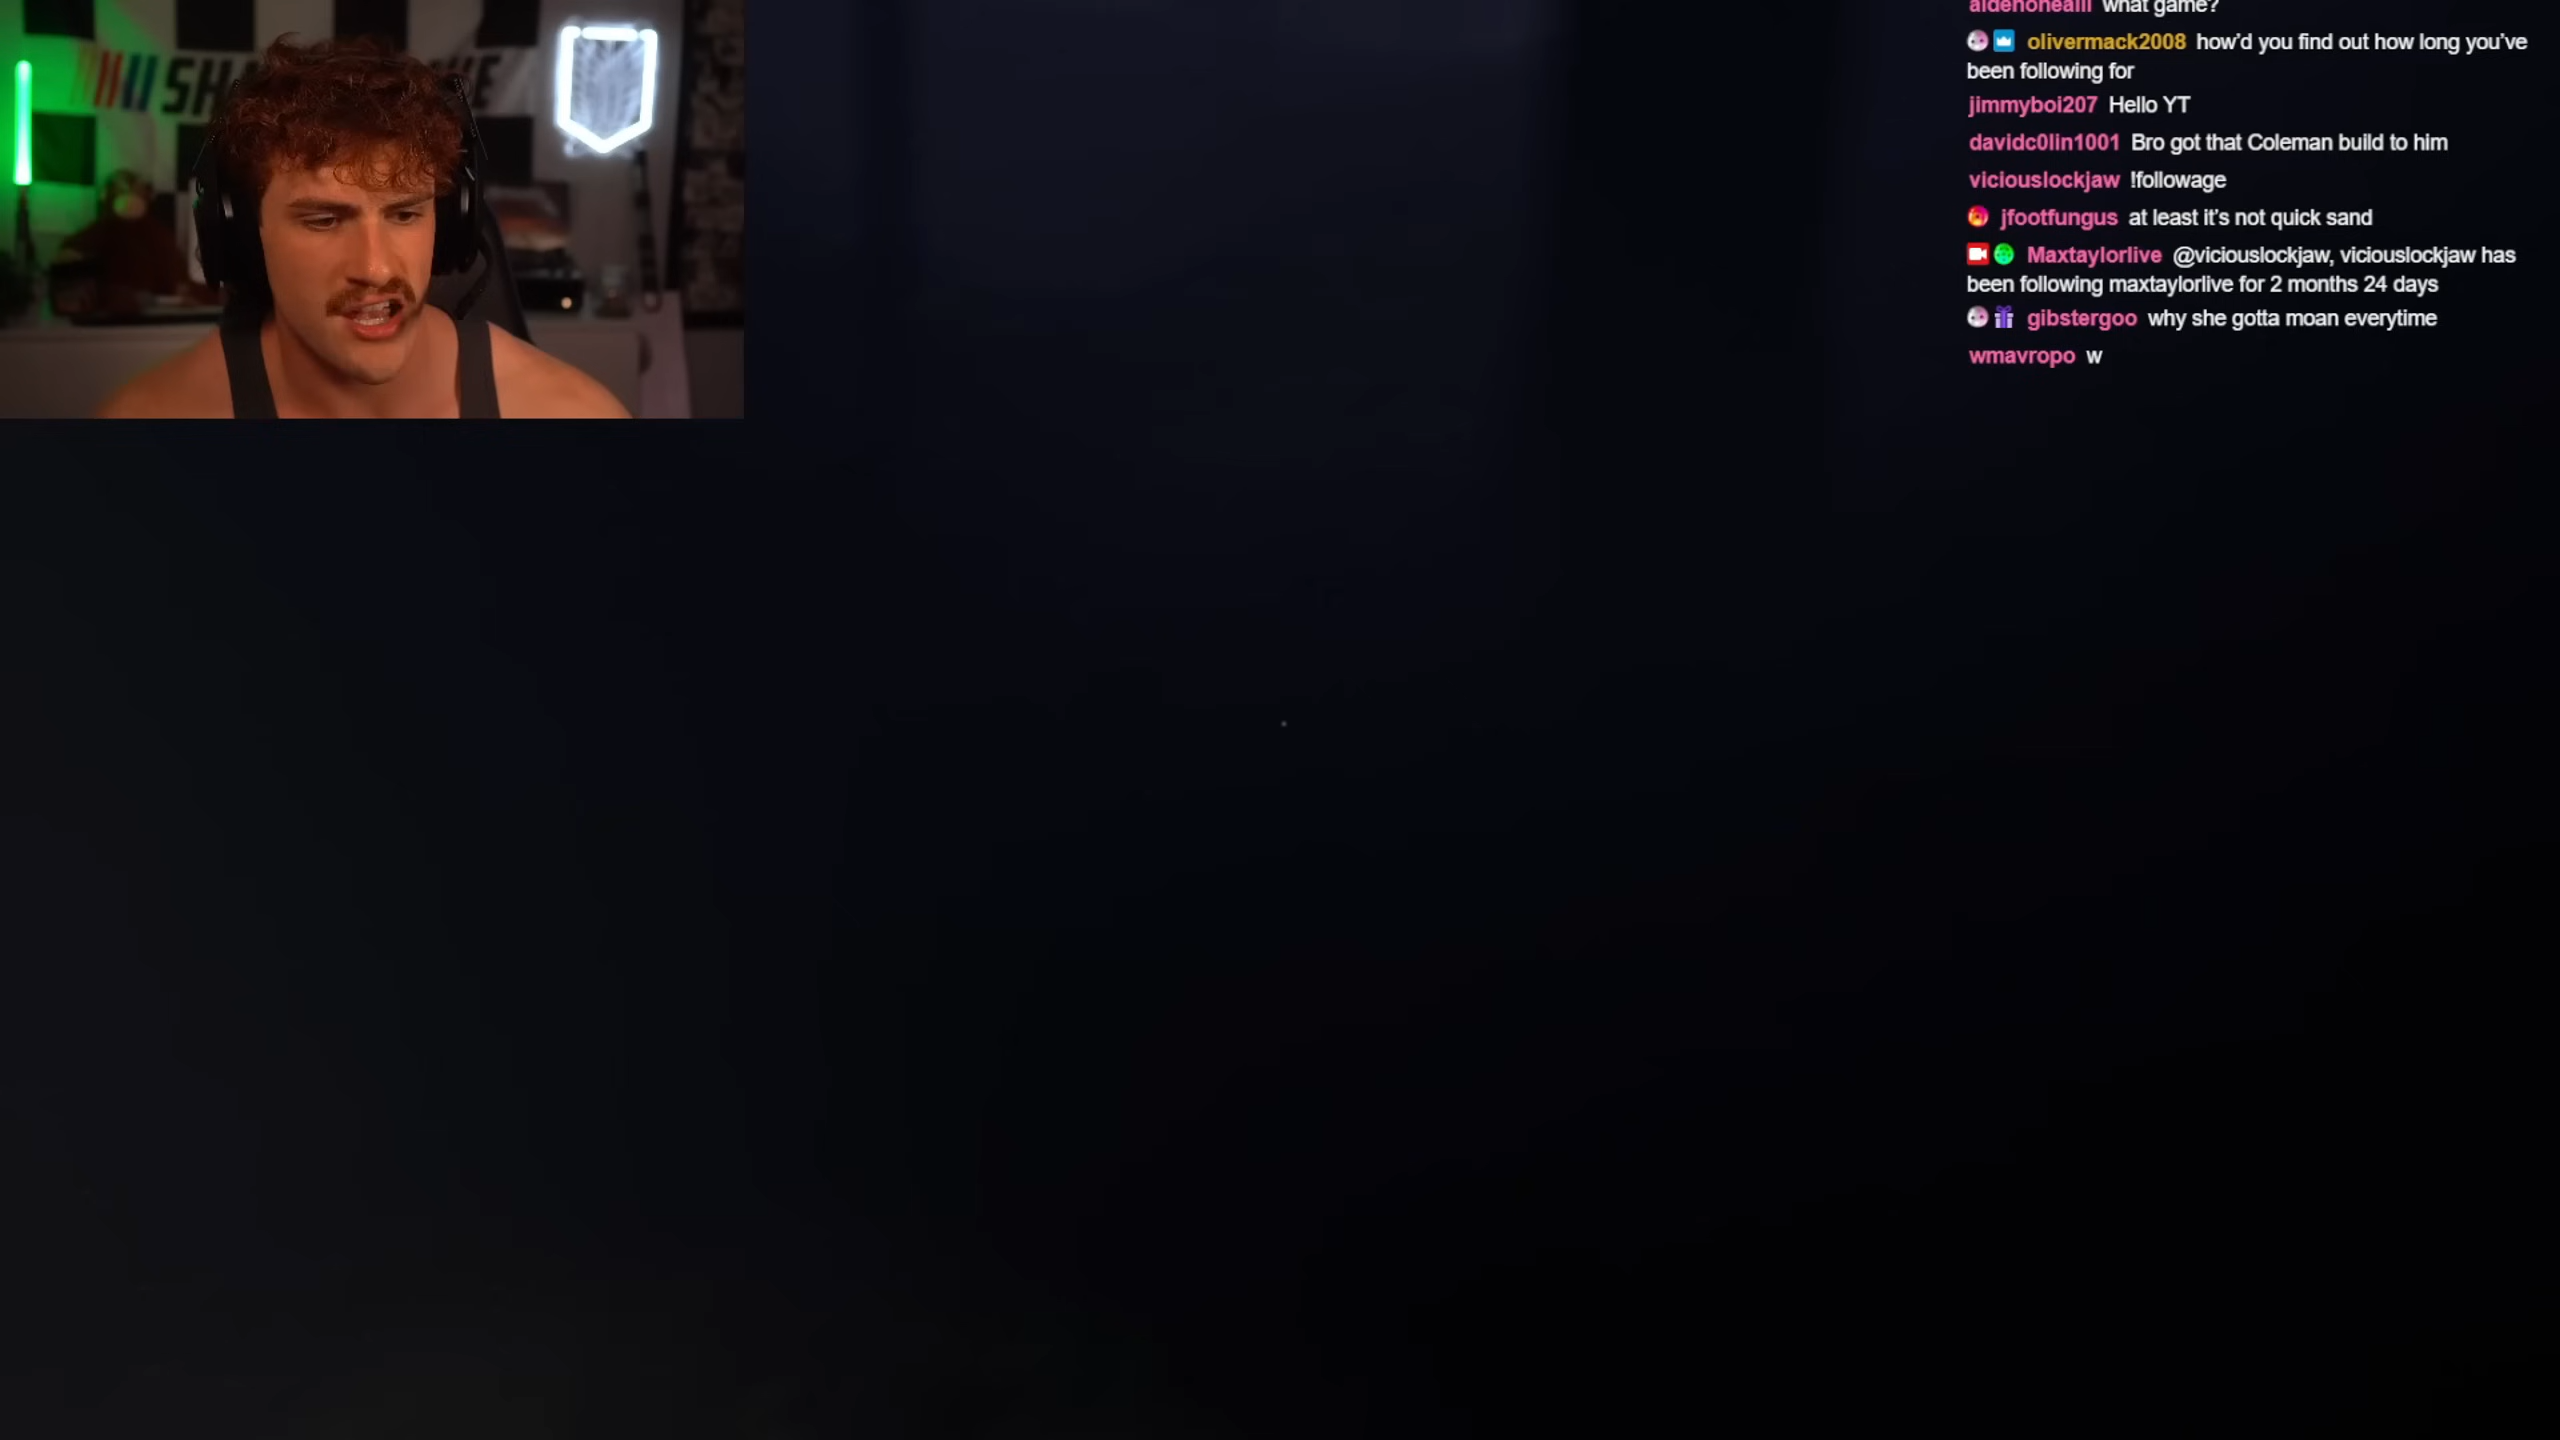 what game?
olivermack2008 how'd you find out how long you've
been following for
jimmyboi207 Hello YT
davidc0lin1001 Bro got that Coleman build to him
viciouslockjaw !followage
jfootfungus at least it's not quick sand
Maxtaylorlive @viciouslockjaw, viciouslockjaw has
been following maxtaylorlive for 2 months 24 days
gibstergoo why she gotta moan everytime
wmavropo w